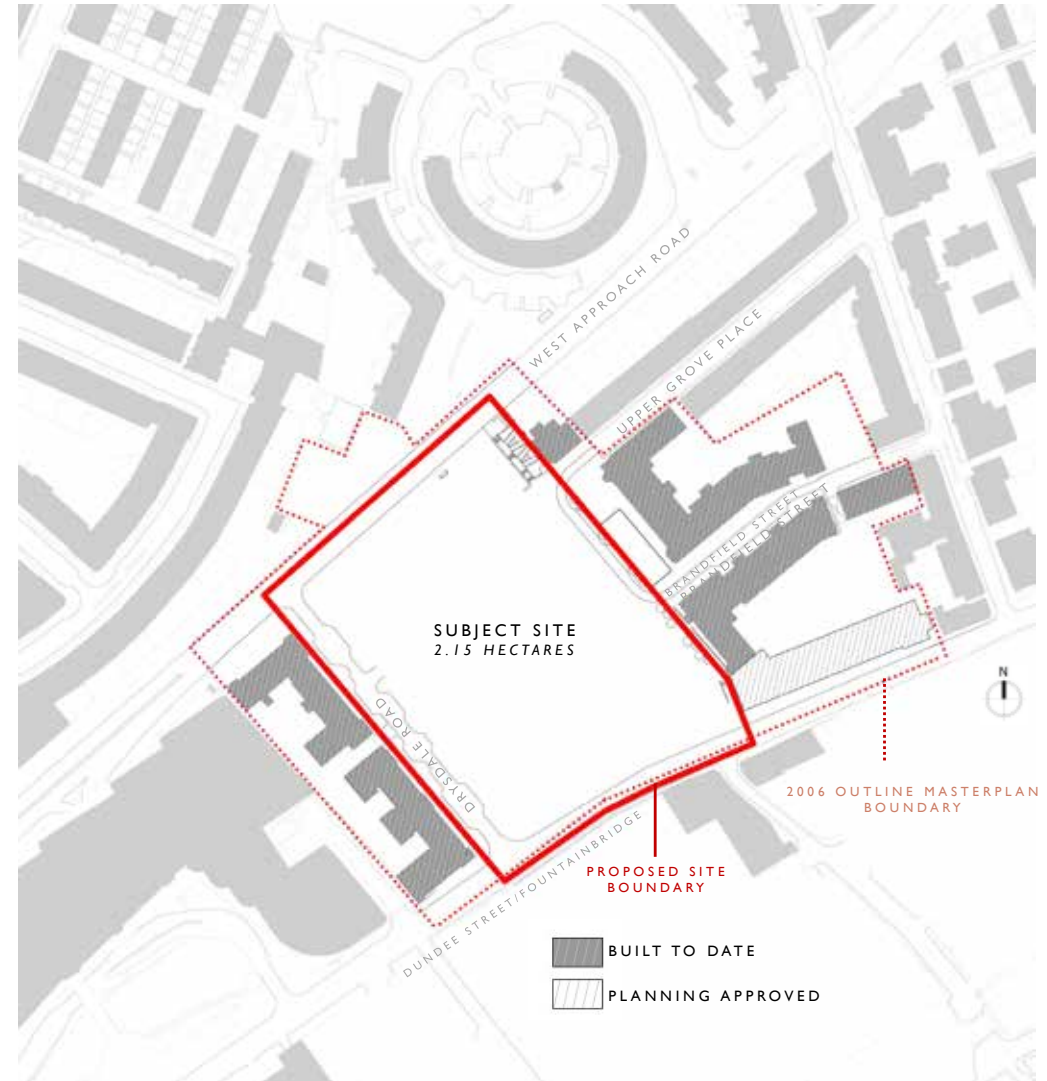 WEST APPROACH ROAD
UPPER GROVE PLACE
BRANDFIELD STREET
BRANDFIELD STREET
SUBJECT SITE
2.15 HECTARES
DRYSDALE ROAD
N
2006 OUTLINE MASTERPLAN
BOUNDARY
PROPOSED SITE
BOUNDARY
DUNDEE STREET/FOUNTAINBRIDGE
BUILT TO DATE
PLANNING APPROVED